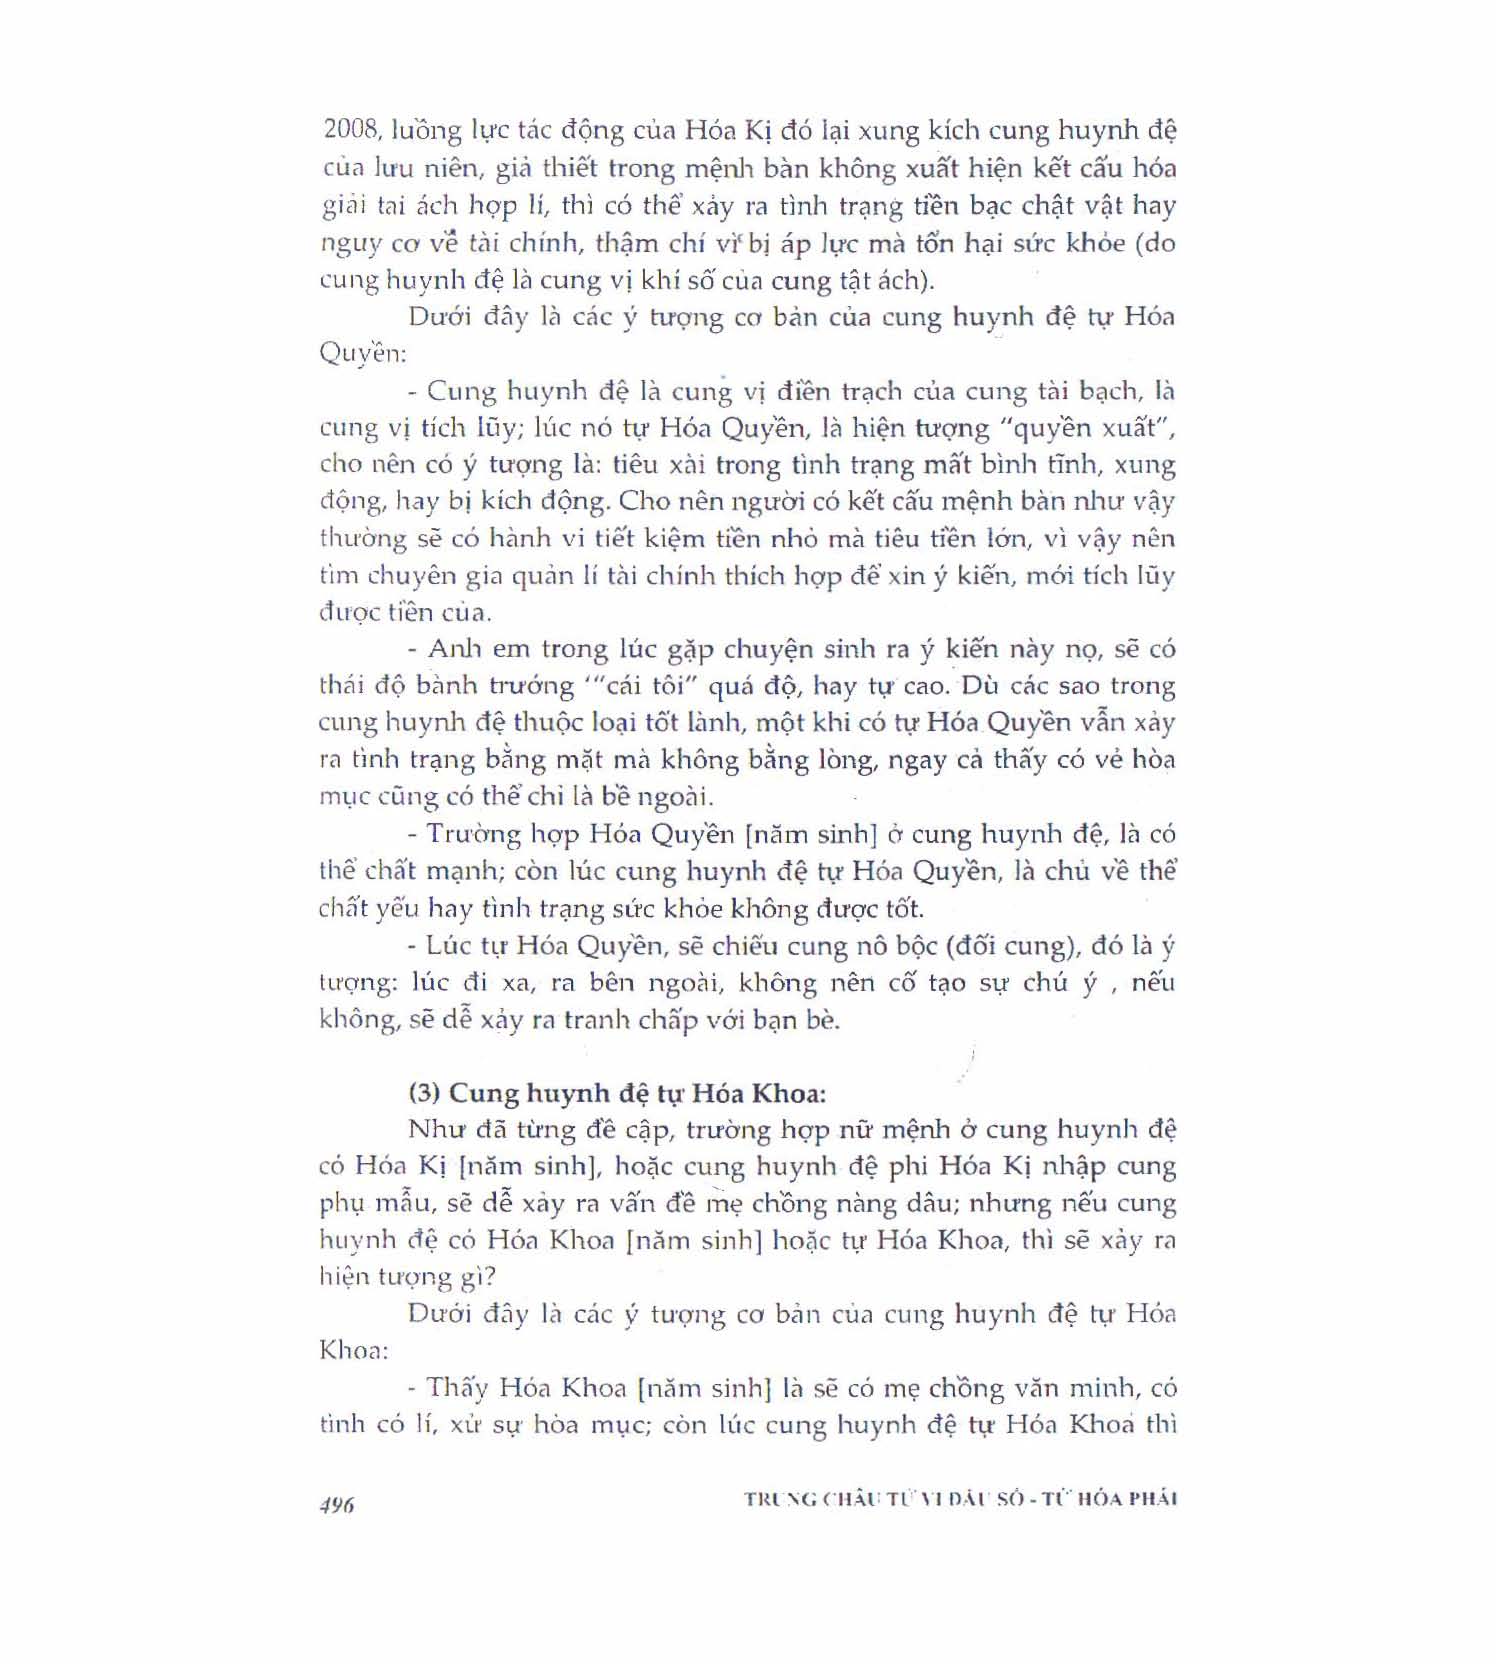 2008, luồng lực tác động của Hóa Kị đó lại xung kích cung huynh đệ
của lưu niên, giả thiết trong mệnh bàn không xuất hiện kết cấu hóa
giải tai ách hợp lí, thì có thể xảy ra tình trạng tiền bạc chật vật hay
nguy cơ về tài chính, thậm chí vì bị áp lực mà tổn hại sức khỏe (do
cung huynh đệ là cung vị khí số của cung tật ách).
Dưới đây là các ý tượng cơ bản của cung huynh đệ tự Hóa
Quyền:
- Cung huynh đệ là cung vị điền trạch của cung tài bạch, là
cung vị tích lũy; lúc nó tự Hóa Quyền, là hiện tượng "quyền xuất",
cho nên có ý tượng là: tiêu xài trong tình trạng mất bình tĩnh, xung
động, hay bị kích động. Cho nên người có kết cấu mệnh bàn như vậy
thường sẽ có hành vi tiết kiệm tiền nhỏ mà tiêu tiền lớn, vì vậy nên
tìm chuyên gia quản lí tài chính thích hợp để xin ý kiến, mới tích lũy
được tiền của.
- Anh em trong lúc gặp chuyện sinh ra ý kiến này nọ, sẽ có
thái độ bành trướng '"cái tôi" quá độ, hay tự cao. Dù các sao trong
cung huynh đệ thuộc loại tốt lành, một khi có tự Hóa Quyền vẫn xảy
ra tình trạng bằng mặt mà không bằng lòng, ngay cả thấy có vẻ hòa
mục cũng có thể chỉ là bề ngoài.
- Trường hợp Hóa Quyền [năm sinh] ở cung huynh đệ, là có
thể chất mạnh; còn lúc cung huynh đệ tự Hóa Quyền, là chủ về thể
chất yếu hay tình trạng sức khỏe không được tốt.
- Lúc tự Hóa Quyền, sẽ chiếu cung nô bộc (đối cung), đó là ý
tượng: lúc đi xa, ra bên ngoài, không nên cố tạo sự chú ý , nếu
không, sẽ dễ xảy ra tranh chấp với bạn bè.
(3) Cung huynh đệ tự Hóa Khoa:
Như đã từng đề cập, trường hợp nữ mệnh ở cung huynh đệ
có Hóa Kị [năm sinh], hoặc cung huynh đệ phi Hóa Kị nhập cung
phụ mẫu, sẽ dễ xảy ra vấn đề mẹ chồng nàng dâu; nhưng nếu cung
huynh đệ có Hóa Khoa [năm sinh] hoặc tự Hóa Khoa, thì sẽ xảy ra
hiện tượng gì?
Dưới đây là các ý tượng cơ bản của cung huynh đệ tự Hóa
Khoa:
- Thấy Hóa Khoa [năm sinh] là sẽ có mẹ chồng văn minh, có
tình có lí, xử sự hòa mục; còn lúc cung huynh đệ tự Hóa Khoa thì
496
TRUNG CHÂU TỬ VI ĐẨU SỐ - TỨ HÓA PHÁI